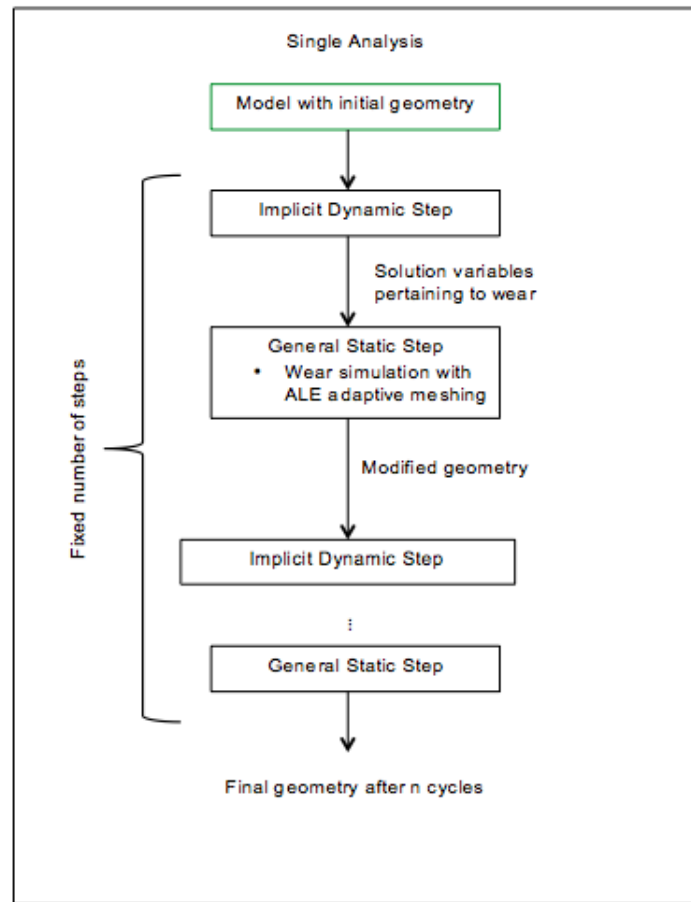 Single Analysis
Model with initial geometry
Implicit Dynamic Step
Solution variables
pertaining to wear
General Static Step
• Wear simulation with
ALE adaptive meshing
Fixed number of steps
Modified geometry
Implicit Dynamic Step
...
General Static Step
Final geometry after n cycles